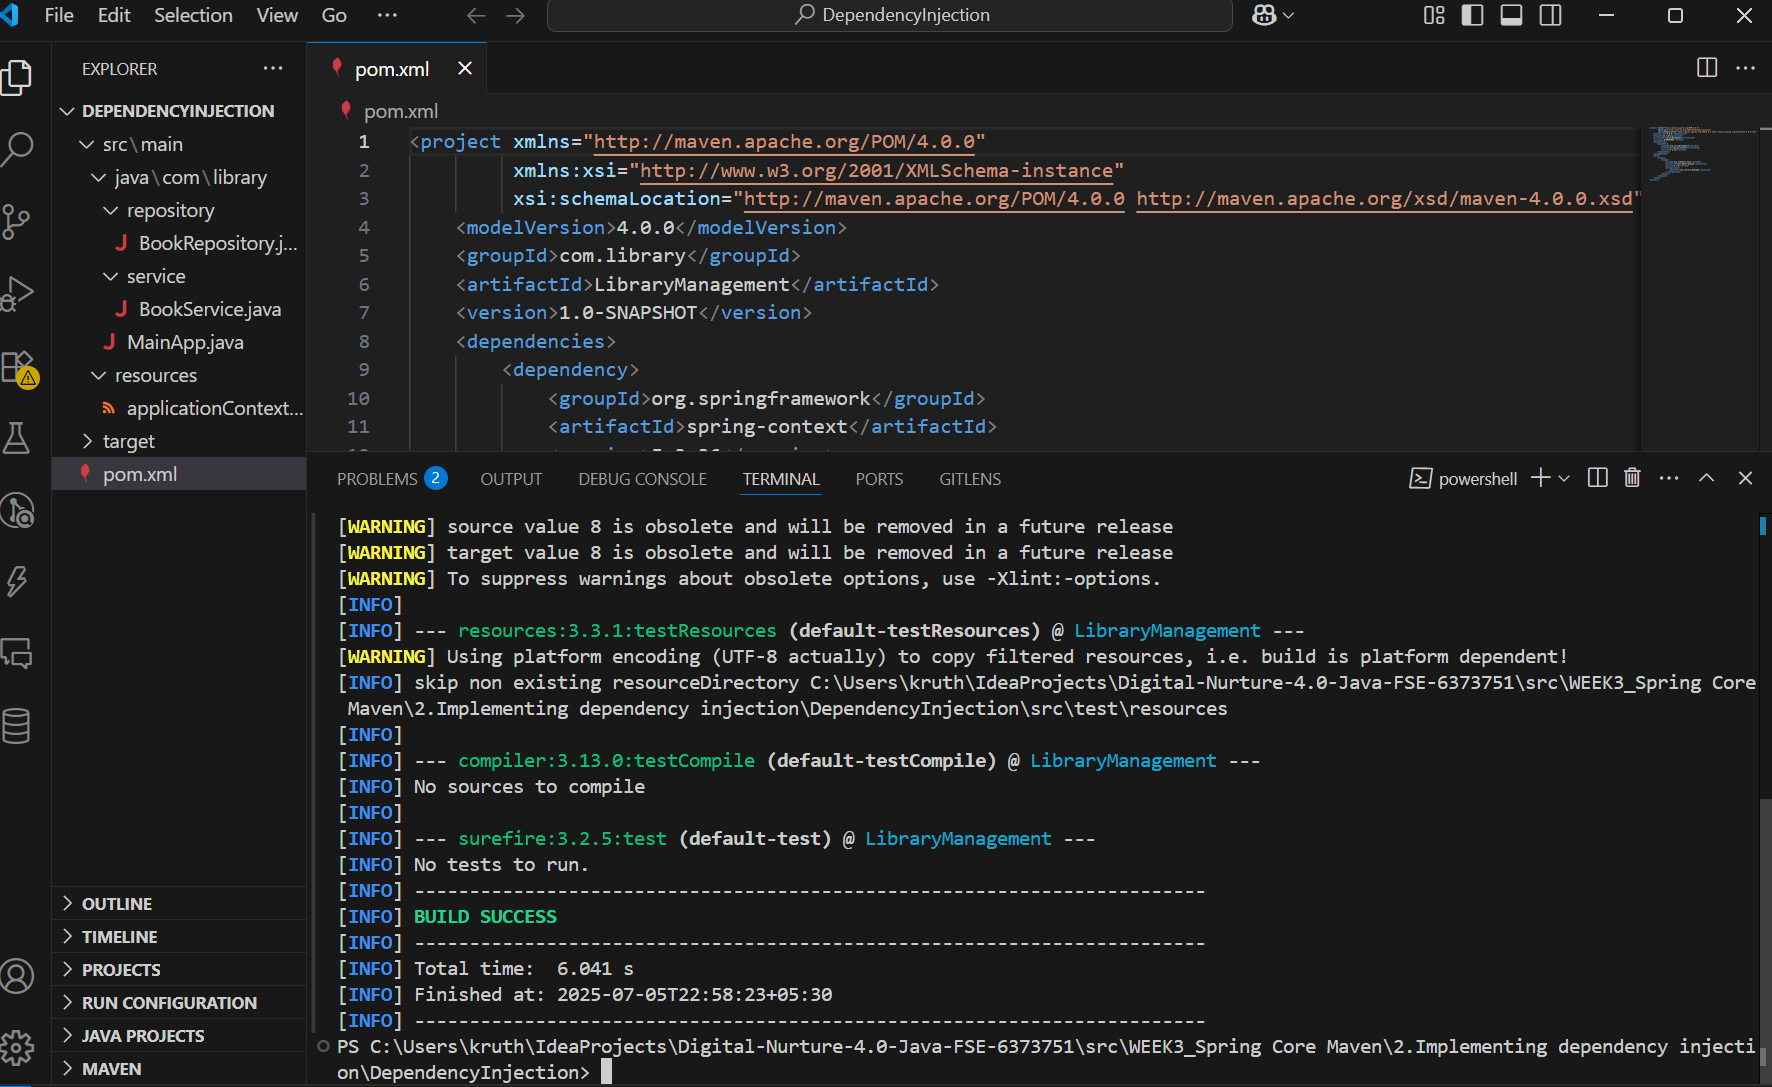 File Edit Selection View Go ··· DependencyInjection
EXPLORER ···
DEPENDENCYINJECTION
src\main
java\com\library
repository
BookRepository.j...
service
BookService.java
MainApp.java
resources
applicationContext...
target
pom.xml
OUTLINE
TIMELINE
PROJECTS
RUN CONFIGURATION
JAVA PROJECTS
MAVEN
pom.xml
pom.xml
1 <project xmlns="http://maven.apache.org/POM/4.0.0"
2 xmlns:xsi="http://www.w3.org/2001/XMLSchema-instance"
3 xsi:schemaLocation="http://maven.apache.org/POM/4.0.0 http://maven.apache.org/xsd/maven-4.0.0.xsd"
4 <modelVersion>4.0.0</modelVersion>
5 <groupId>com.library</groupId>
6 <artifactId>LibraryManagement</artifactId>
7 <version>1.0-SNAPSHOT</version>
8 <dependencies>
9 <dependency>
10 <groupId>org.springframework</groupId>
11 <artifactId>spring-context</artifactId>
PROBLEMS 2 OUTPUT DEBUG CONSOLE TERMINAL PORTS GITLENS powershell
[WARNING] source value 8 is obsolete and will be removed in a future release
[WARNING] target value 8 is obsolete and will be removed in a future release
[WARNING] To suppress warnings about obsolete options, use -Xlint:-options.
[INFO]
[INFO] --- resources:3.3.1:testResources (default-testResources) @ LibraryManagement ---
[WARNING] Using platform encoding (UTF-8 actually) to copy filtered resources, i.e. build is platform dependent!
[INFO] skip non existing resourceDirectory C:\Users\kruth\IdeaProjects\Digital-Nurture-4.0-Java-FSE-6373751\src\WEEK3_Spring Core
Maven\2.Implementing dependency injection\DependencyInjection\src\test\resources
[INFO]
[INFO] --- compiler:3.13.0:testCompile (default-testCompile) @ LibraryManagement ---
[INFO] No sources to compile
[INFO]
[INFO] --- surefire:3.2.5:test (default-test) @ LibraryManagement ---
[INFO] No tests to run.
[INFO] ------------------------------------------------------------------------
[INFO] BUILD SUCCESS
[INFO] ------------------------------------------------------------------------
[INFO] Total time:  6.041 s
[INFO] Finished at: 2025-07-05T22:58:23+05:30
[INFO] ------------------------------------------------------------------------
PS C:\Users\kruth\IdeaProjects\Digital-Nurture-4.0-Java-FSE-6373751\src\WEEK3_Spring Core Maven\2.Implementing dependency injecti
on\DependencyInjection>